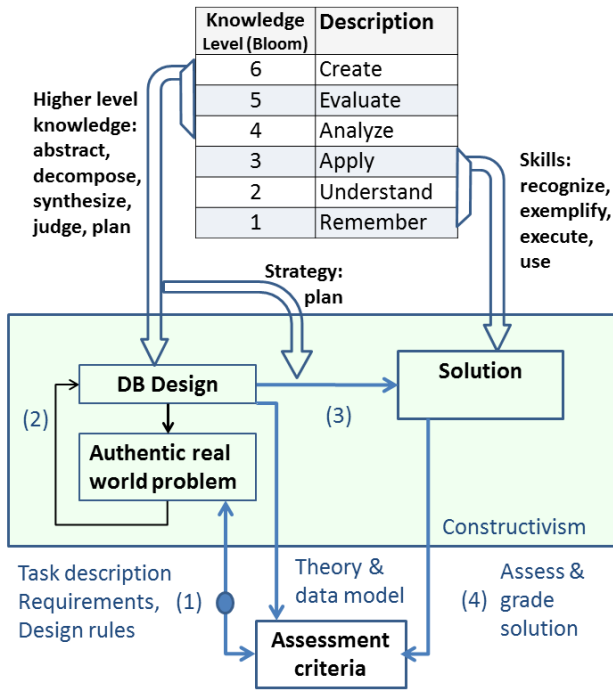 Knowledge Description
Level (Bloom)
6 Create
5 Evaluate
4 Analyze
3 Apply
2 Understand
1 Remember
Higher level
knowledge:
abstract,
decompose,
synthesize,
judge, plan
Skills:
recognize,
exemplify,
execute,
use
Strategy:
plan
DB Design
Solution
(2)
(3)
Authentic real
world problem
Constructivism
Task description
Requirements,
Design rules
(1)
Theory &
data model
(4)
Assess &
grade
solution
Assessment
criteria